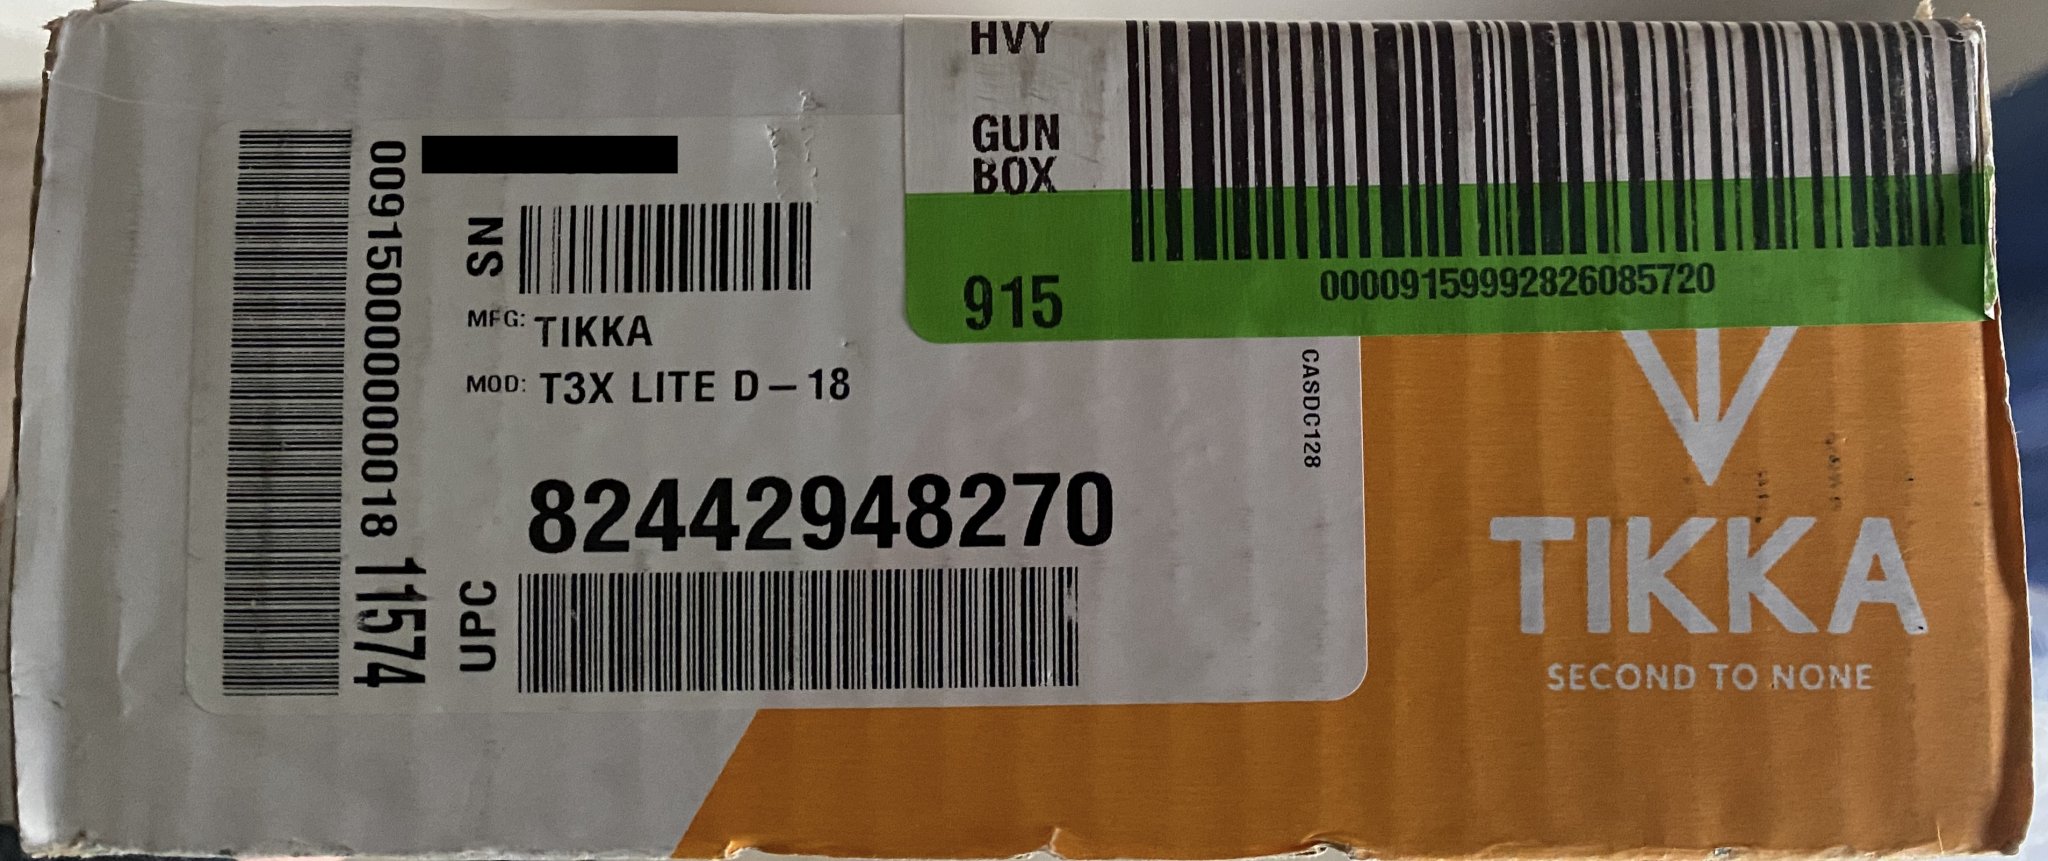 HVY
GUN
BOX
915
00009159992826085720
00915000000000018 11574
SN
MFG: TIKKA
MOD: T3X LITE D-18
82442948270
UPC
CASDC128
TIKKA
SECOND TO NONE